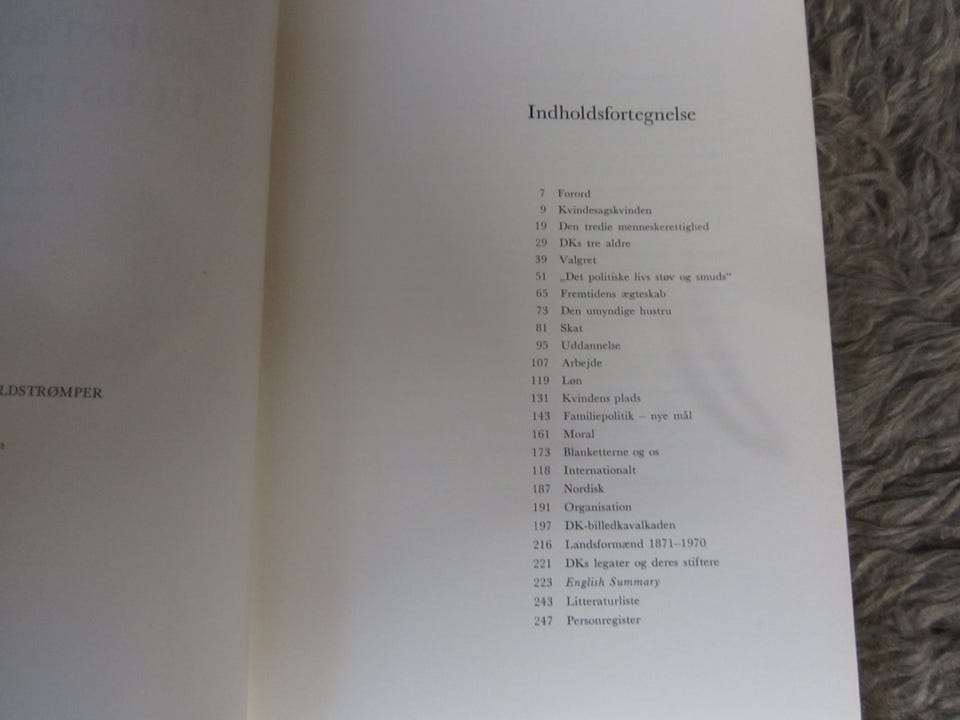 LDSTRØMPER
Indholdsfortegnelse
7 Forord
9 Kvindesagskvinden
19 Den tredie menneskerettighed
29 DKs tre aldre
39 Valgret
51 „Det politiske livs støv og smuds“
65 Fremtidens ægteskab
73 Den umyndige hustru
81 Skat
95 Uddannelse
107 Arbejde
119 Løn
131 Kvindens plads
143 Familiepolitik – nye mål
161 Moral
173 Blanketterne og os
118 Internationalt
187 Nordisk
191 Organisation
197 DK-billedkavalkaden
216 Landsformænd 1871–1970
221 DKs legater og deres stiftere
223 English Summary
243 Litteraturliste
247 Personregister